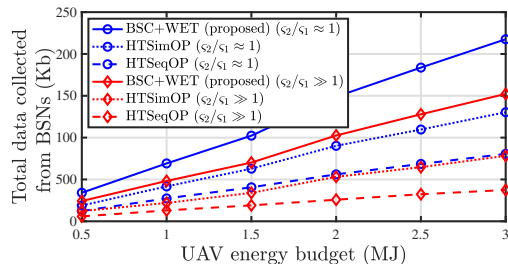 250
200
150
100
500
0
Total data collected
from BSNs (Kb)
BSC+WET (proposed) (ς₂/ς₁ ≈ 1)
HTSimOP (ς₂/ς₁ ≈ 1)
HTSeqOP (ς₂/ς₁ ≈ 1)
BSC+WET (proposed) (ς₂/ς₁ ≫ 1)
HTSimOP (ς₂/ς₁ ≫ 1)
HTSeqOP (ς₂/ς₁ ≫ 1)
0.5 1 1.5 2 2.5 3
UAV energy budget (MJ)